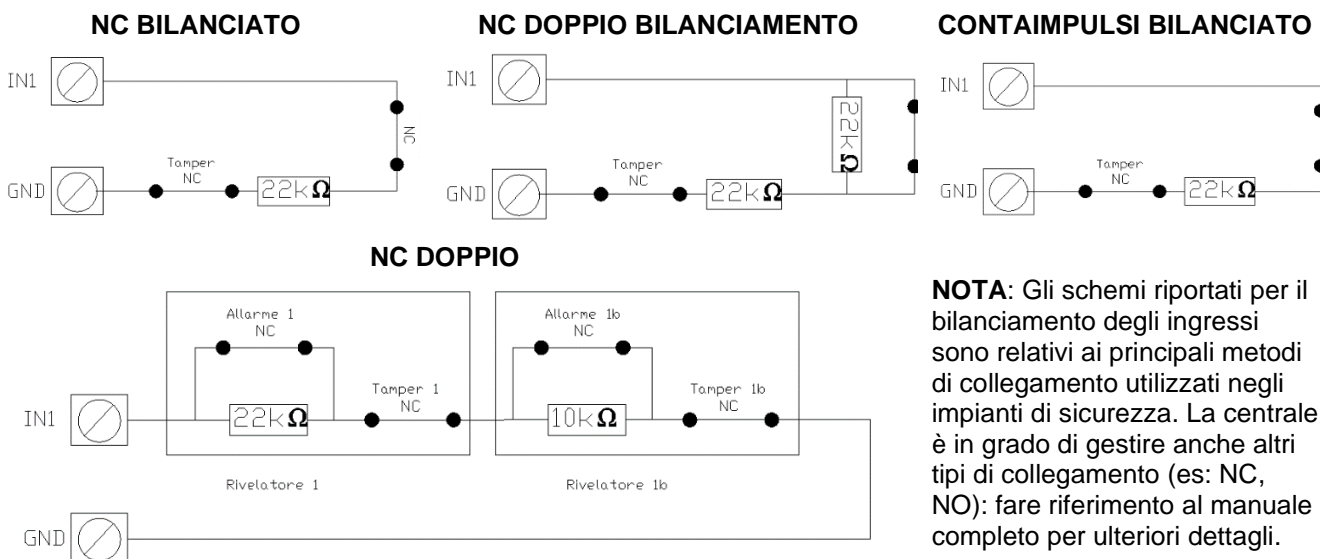 NC BILANCIATO
IN1
NC
Tamper
NC
22kΩ
GND
NC DOPPIO BILANCIAMENTO
IN1
22kΩ
Tamper
NC
22kΩ
GND
CONTAIMPULSI BILANCIATO
IN1
Tamper
NC
22kΩ
GND
NC DOPPIO
Allarme 1
NC
Allarme 1b
NC
Tamper 1
NC
Tamper 1b
NC
IN1
22kΩ
10kΩ
Rivelatore 1
Rivelatore 1b
GND
NOTA: Gli schemi riportati per il
bilanciamento degli ingressi
sono relativi ai principali metodi
di collegamento utilizzati negli
impianti di sicurezza. La centrale
è in grado di gestire anche altri
tipi di collegamento (es: NC,
NO): fare riferimento al manuale
completo per ulteriori dettagli.